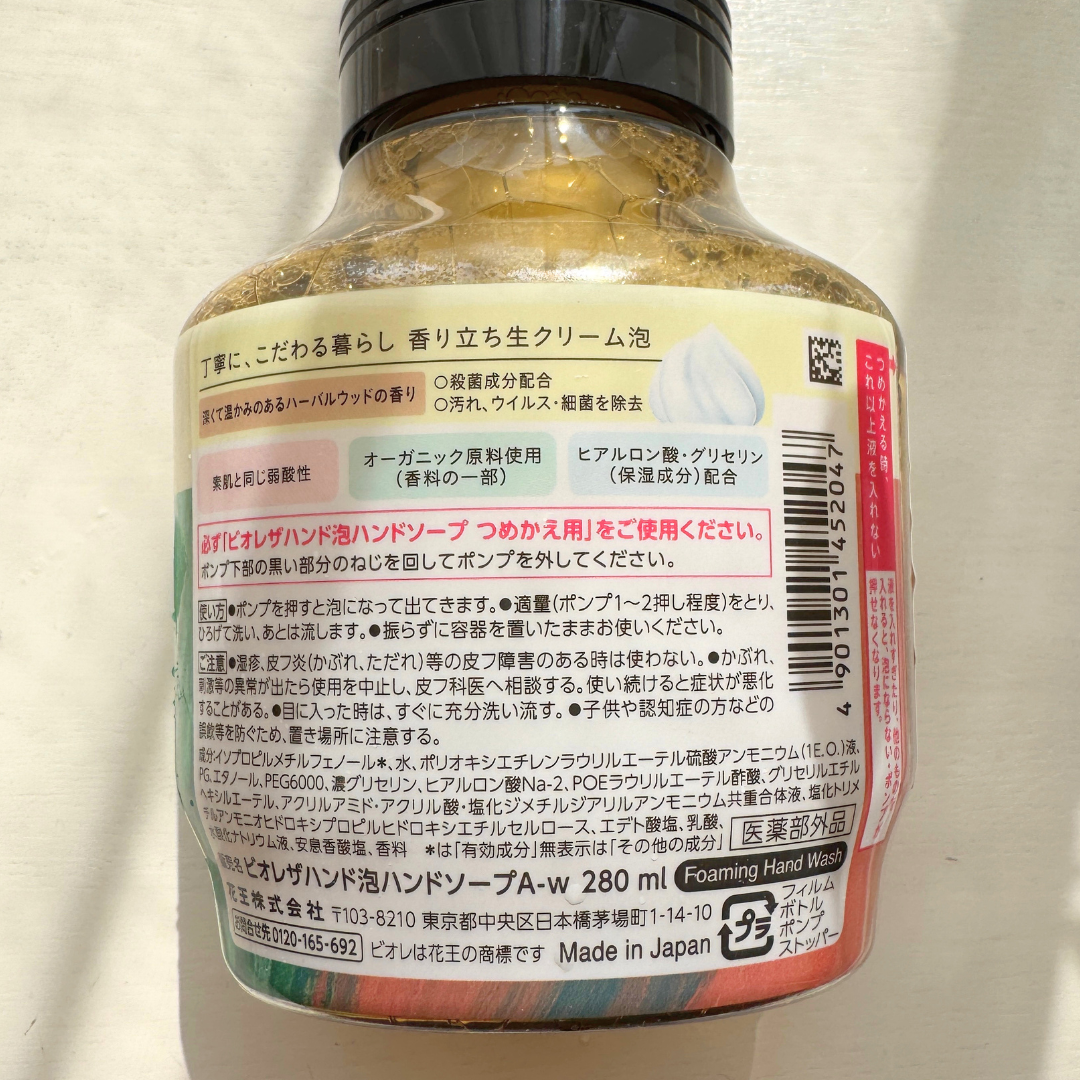 丁寧に、こだわる暮らし 香り立ち生クリーム泡
深くて温かみのあるハーバルウッドの香り
○殺菌成分配合
○汚れ、ウイルス・細菌を除去
素肌と同じ弱酸性
オーガニック原料使用
(香料の一部)
ヒアルロン酸・グリセリン
(保湿成分)配合
必ず「ビオレザハンド泡ハンドソープ つめかえ用」をご使用ください。
ポンプ下部の黒い部分のねじを回してポンプを外してください。
使い方 ●ポンプを押すと泡になって出てきます。●適量(ポンプ1〜2押し程度)をとり、
ひろげて洗い、あとは流します。●振らずに容器を置いたままお使いください。
ご注意 ●湿疹、皮フ炎(かぶれ、ただれ)等の皮フ障害のある時は使わない。●かぶれ、
刺激等の異常が出たら使用を中止し、皮フ科医へ相談する。使い続けると症状が悪化
することがある。●目に入った時は、すぐに充分洗い流す。●子供や認知症の方などの
誤飲等を防ぐため、置き場所に注意する。
成分:イソプロピルメチルフェノール*、水、ポリオキシエチレンラウリルエーテル硫酸アンモニウム(1E.O.)液、
PG、エタノール、PEG6000、濃グリセリン、ヒアルロン酸Na-2、POEラウリルエーテル酢酸、グリセリルエチル
ヘキシルエーテル、アクリルアミド・アクリル酸・塩化ジメチルジアリルアンモニウム共重合体液、塩化トリメ
チルアンモニオヒドロキシプロピルヒドロキシエチルセルロース、エデト酸塩、乳酸、
水酸化ナトリウム液、安息香酸塩、香料 *は「有効成分」無表示は「その他の成分」
医薬部外品
販売名 ビオレザハンド泡ハンドソープA-w 280 ml
Foaming Hand Wash
花王株式会社 〒103-8210 東京都中央区日本橋茅場町1-14-10
お問合せ先 0120-165-692 ビオレは花王の商標です Made in Japan
プラ
フィルム
ボトル
ポンプ
ストッパー
4 901301 452047
つめかえる時、
これ以上液を入れない
液を入れすぎたり、他のもの
入れると、泡にならない・ポンプが
押せなくなります。